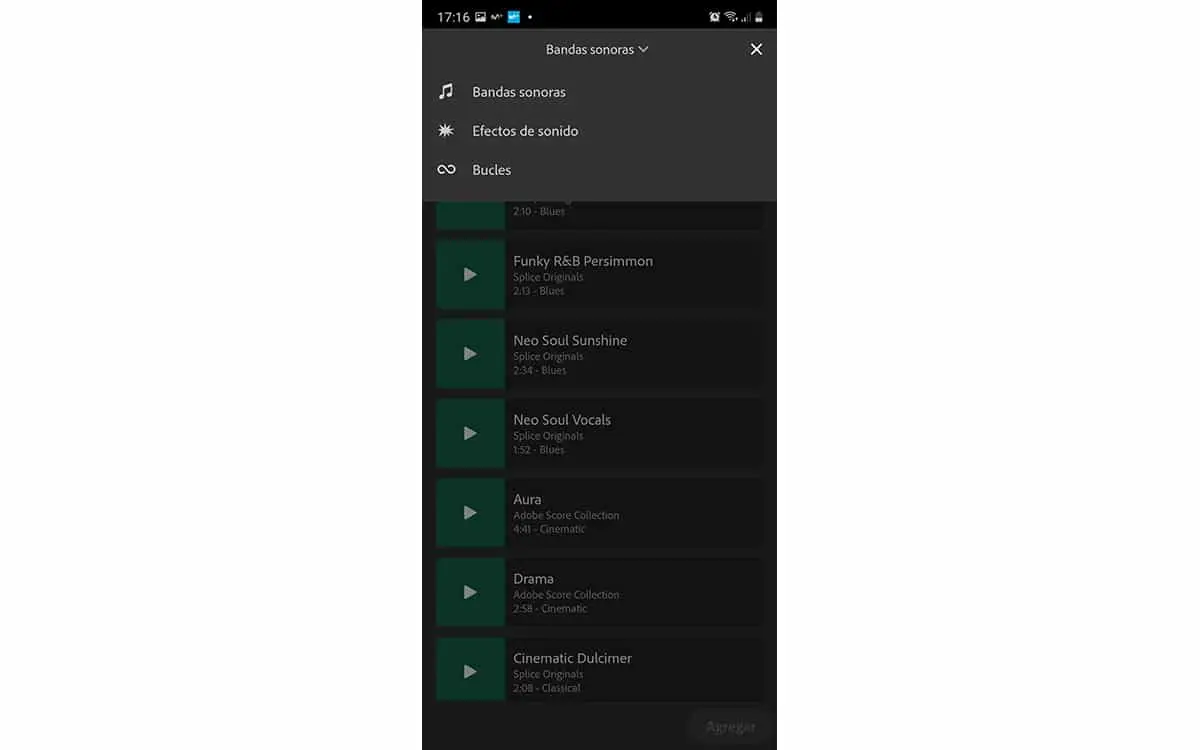 17:16
Bandas sonoras
Bandas sonoras
Efectos de sonido
Bucles
2:10 - Blues
Funky R&B Persimmon
Splice Originals
2:13 - Blues
Neo Soul Sunshine
Splice Originals
2:34 - Blues
Neo Soul Vocals
Splice Originals
1:52 - Blues
Aura
Adobe Score Collection
4:41 - Cinematic
Drama
Adobe Score Collection
2:58 - Cinematic
Cinematic Dulcimer
Splice Originals
2:08 - Classical
Agregar